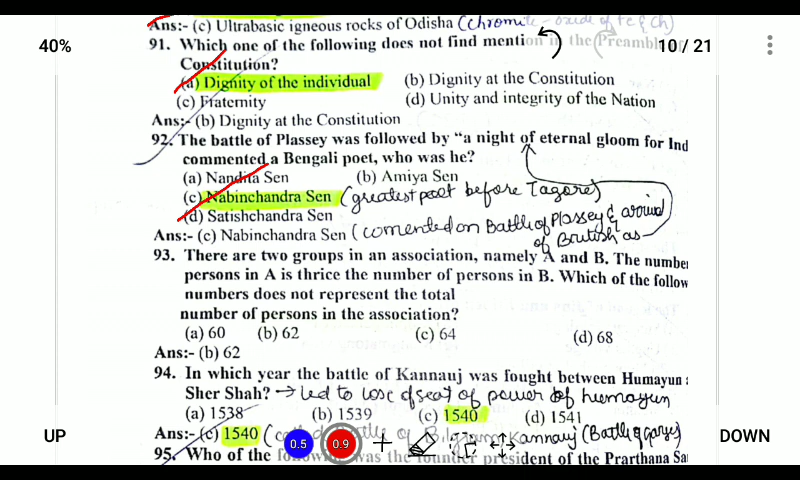 40%
10 / 21
Ans:- (c) Ultrabasic igneous rocks of Odisha (chromite - oxide of Fe & Ch)
91. Which one of the following does not find mention in the Preamble
Constitution?
(a) Dignity of the individual (b) Dignity at the Constitution
(c) Fraternity (d) Unity and integrity of the Nation
Ans:- (b) Dignity at the Constitution
92. The battle of Plassey was followed by "a night of eternal gloom for Ind
commented a Bengali poet, who was he?
(a) Nandita Sen (b) Amiya Sen
(c) Nabinchandra Sen (greatest poet before Tagore)
(d) Satishchandra Sen
Ans:- (c) Nabinchandra Sen (comented on Battle of Plassey & arrival
of British as
93. There are two groups in an association, namely A and B. The number
persons in A is thrice the number of persons in B. Which of the follow
numbers does not represent the total
number of persons in the association?
(a) 60 (b) 62 (c) 64 (d) 68
Ans:- (b) 62
94. In which year the battle of Kannauj was fought between Humayun
Sher Shah? → Led to lose of seat of power of humayun
(a) 1538 (b) 1539 (c) 1540 (d) 1541
Ans:- (c) 1540 ( of Kannauj (Battle of
UP 0.5 0.9 DOWN
95. Who of the was the founder president of the Prarthana Sa